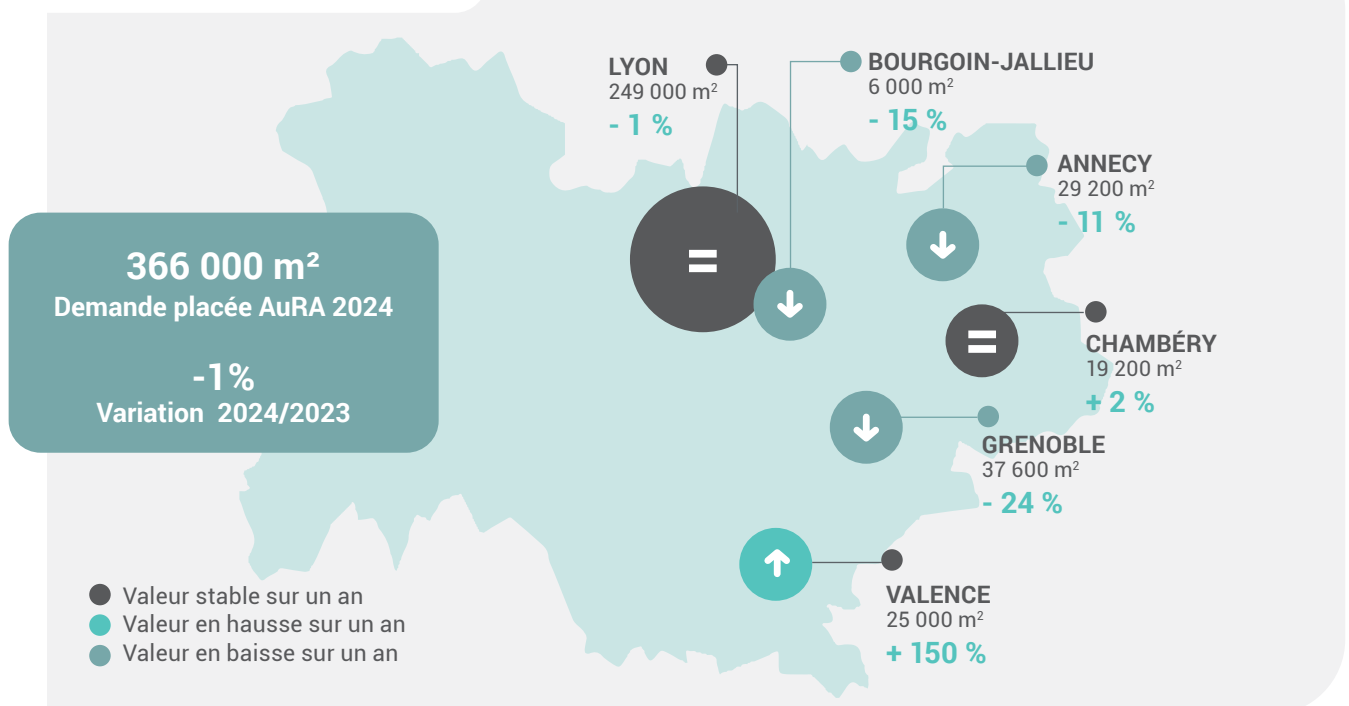 LYON
249 000 m²
- 1 %
BOURGOIN-JALLIEU
6 000 m²
- 15 %
ANNECY
29 200 m²
- 11 %
366 000 m²
Demande placée AuRA 2024
-1%
Variation 2024/2023
=
=
CHAMBÉRY
19 200 m²
+ 2 %
GRENOBLE
37 600 m²
- 24 %
VALENCE
25 000 m²
+ 150 %
Valeur stable sur un an
Valeur en hausse sur un an
Valeur en baisse sur un an